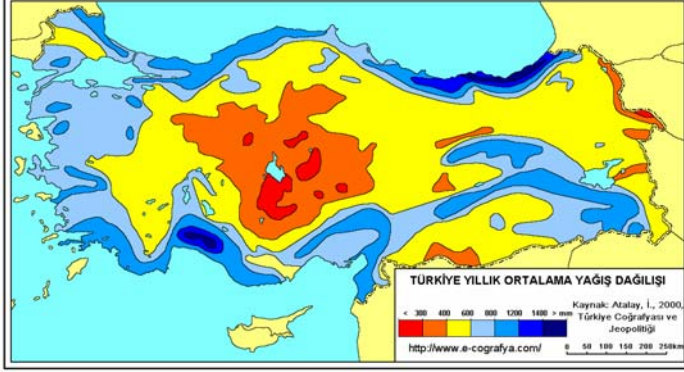 TÜRKİYE YILLIK ORTALAMA YAĞIŞ DAĞILIŞI
< 300 400 600 800 1200 1400 > mm
Kaynak: Atalay, İ., 2000,
Türkiye Coğrafyası ve
Jeopolitiği
http://www.e-cografya.com/
0 50 100 150 200 250km